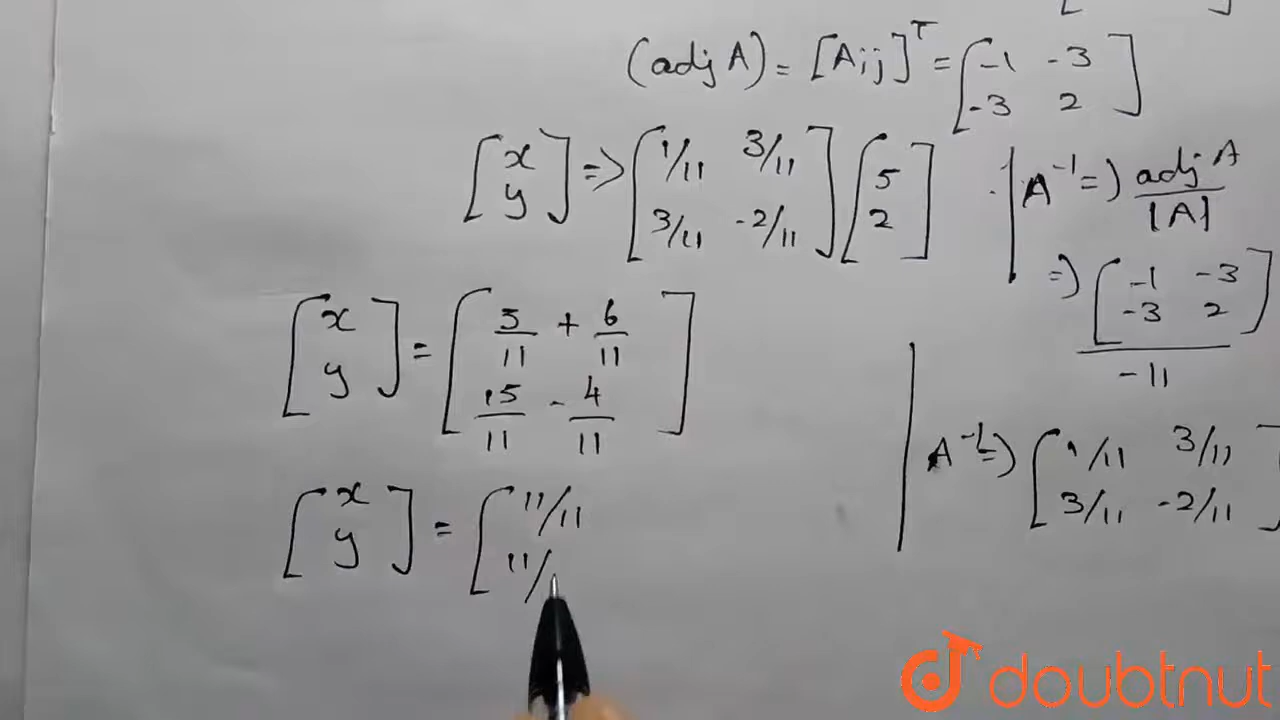 (adj A) = [Aij]ᵀ = [-1 -3
-3 2]
[x y] => [1/11 3/11
3/11 -2/11] [5 2]
A⁻¹ => adj A / |A|
=> [-1 -3
-3 2] / -11
A⁻¹ => [1/11 3/11
3/11 -2/11
[x y] = [5/11 + 6/11
15/11 - 4/11]
[x y] = [11/11
11/
doubtnut